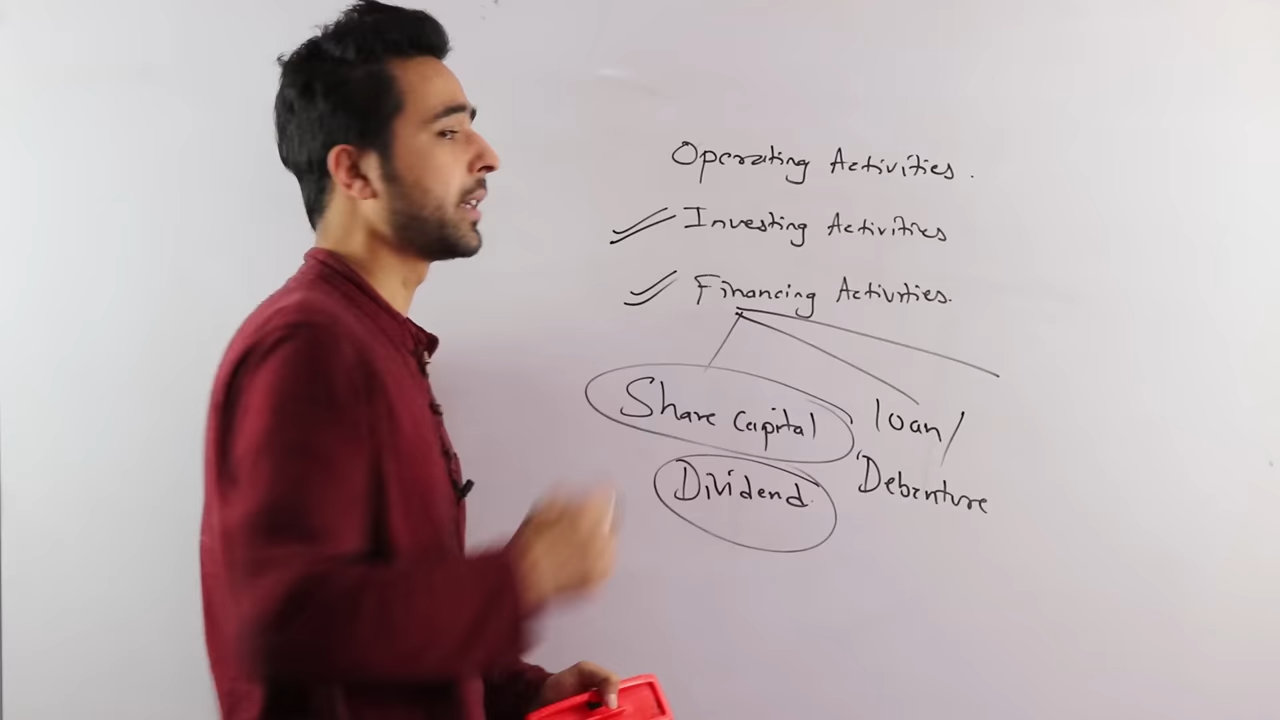 Operating Activities.
Investing Activities
Financing Activities.
Share Capital
loan/
Dividend.
Debenture